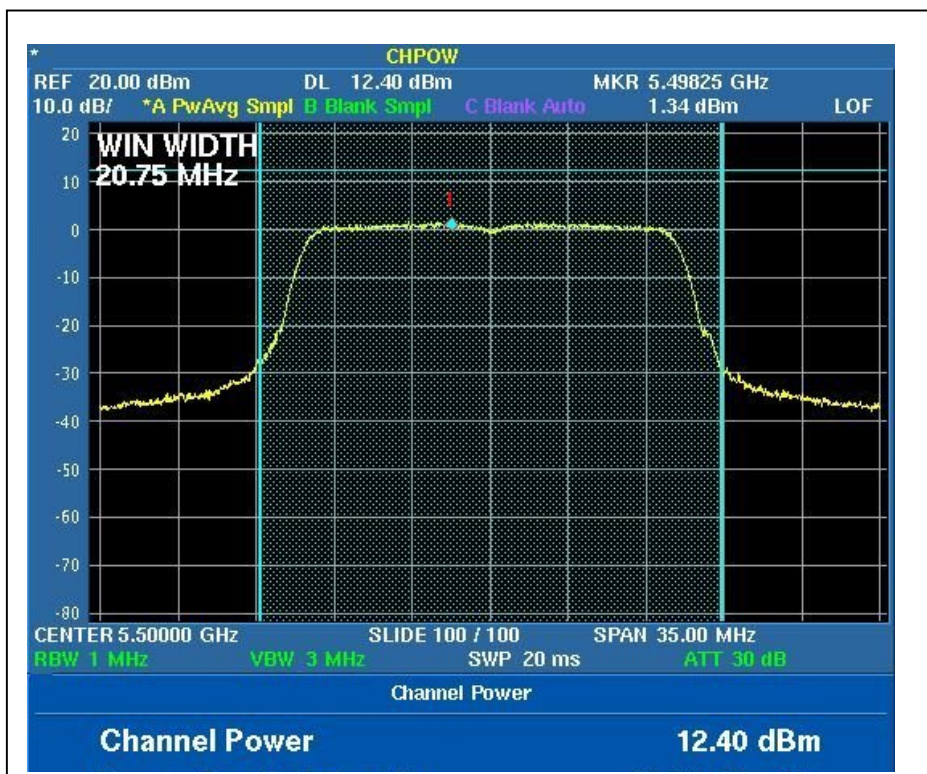 *
CHPOW
REF 20.00 dBm DL 12.40 dBm MKR 5.49825 GHz
10.0 dB/ *A PwAvg Smpl B Blank Smpl C Blank Auto 1.34 dBm LOF
20
WIN WIDTH
20.75 MHz
10
1
0
-10
-20
-30
-40
-50
-60
-70
-80
CENTER 5.50000 GHz SLIDE 100 / 100 SPAN 35.00 MHz
RBW 1 MHz VBW 3 MHz SWP 20 ms ATT 30 dB
Channel Power
Channel Power 12.40 dBm